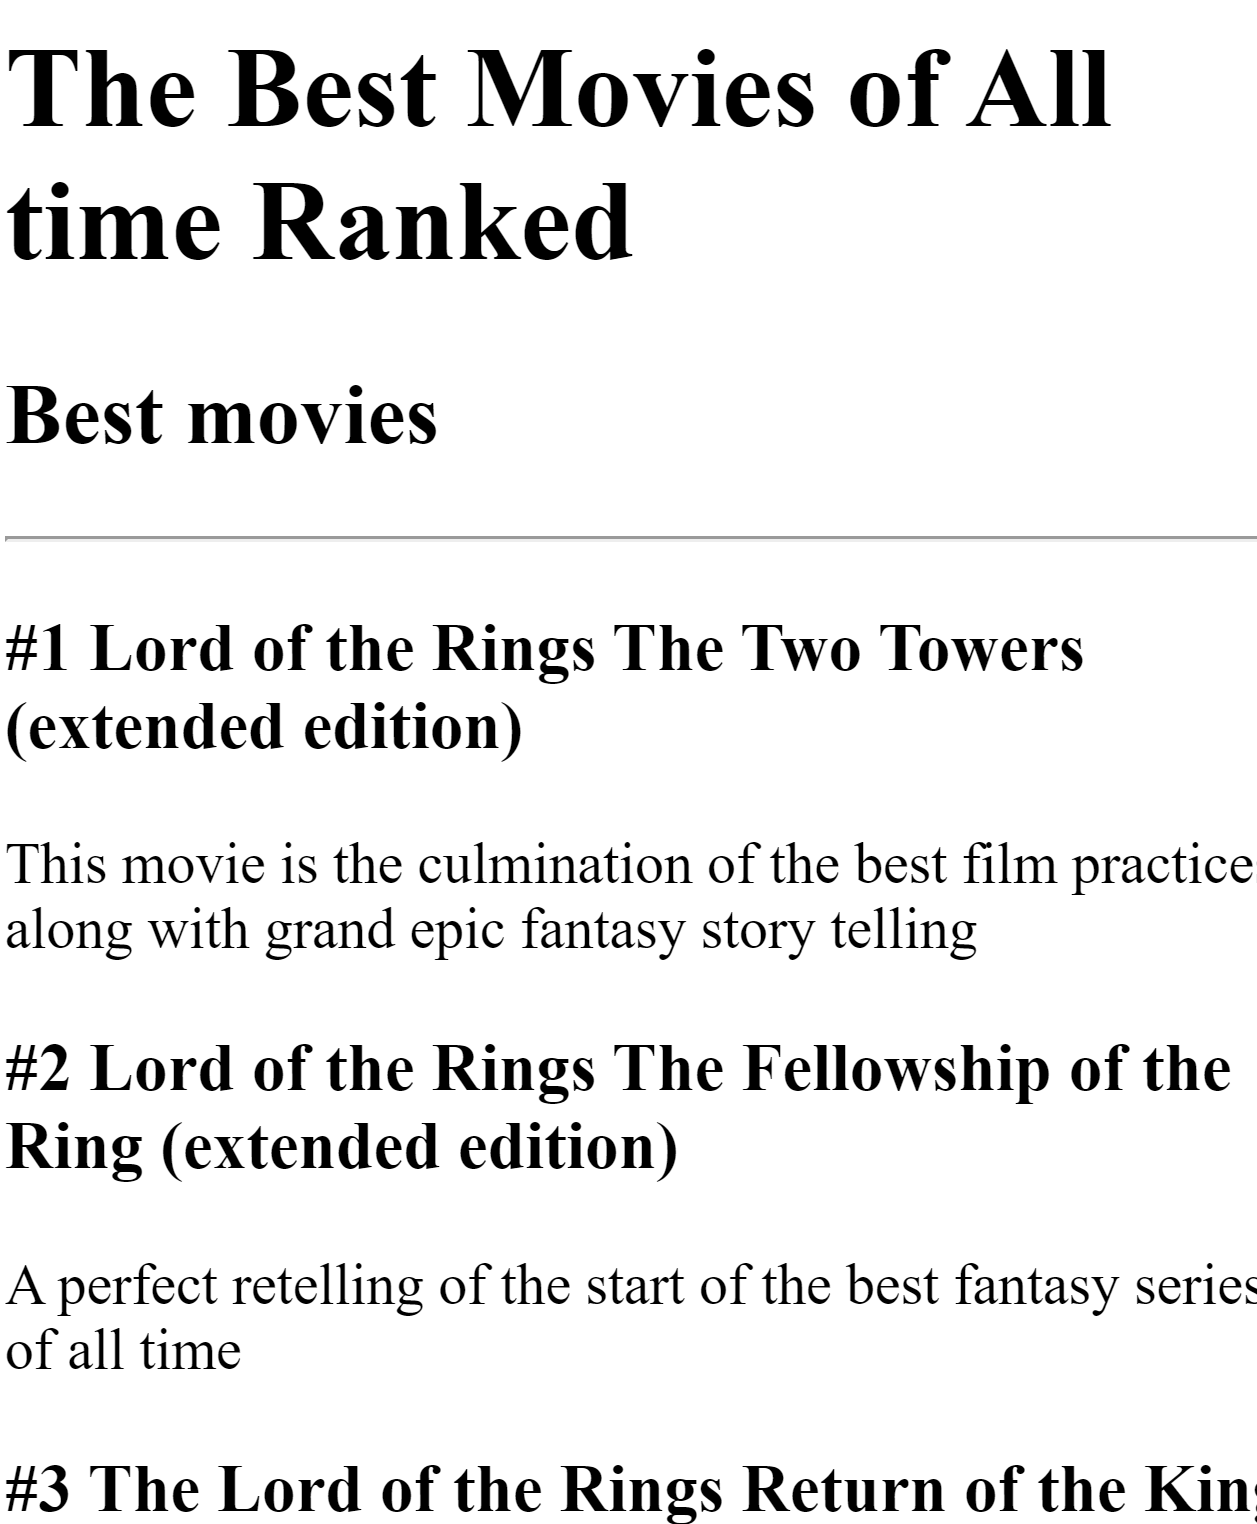 The Best Movies of All
time Ranked
Best movies
#1 Lord of the Rings The Two Towers
(extended edition)
This movie is the culmination of the best film practices
along with grand epic fantasy story telling
#2 Lord of the Rings The Fellowship of the
Ring (extended edition)
A perfect retelling of the start of the best fantasy series
of all time
#3 The Lord of the Rings Return of the King